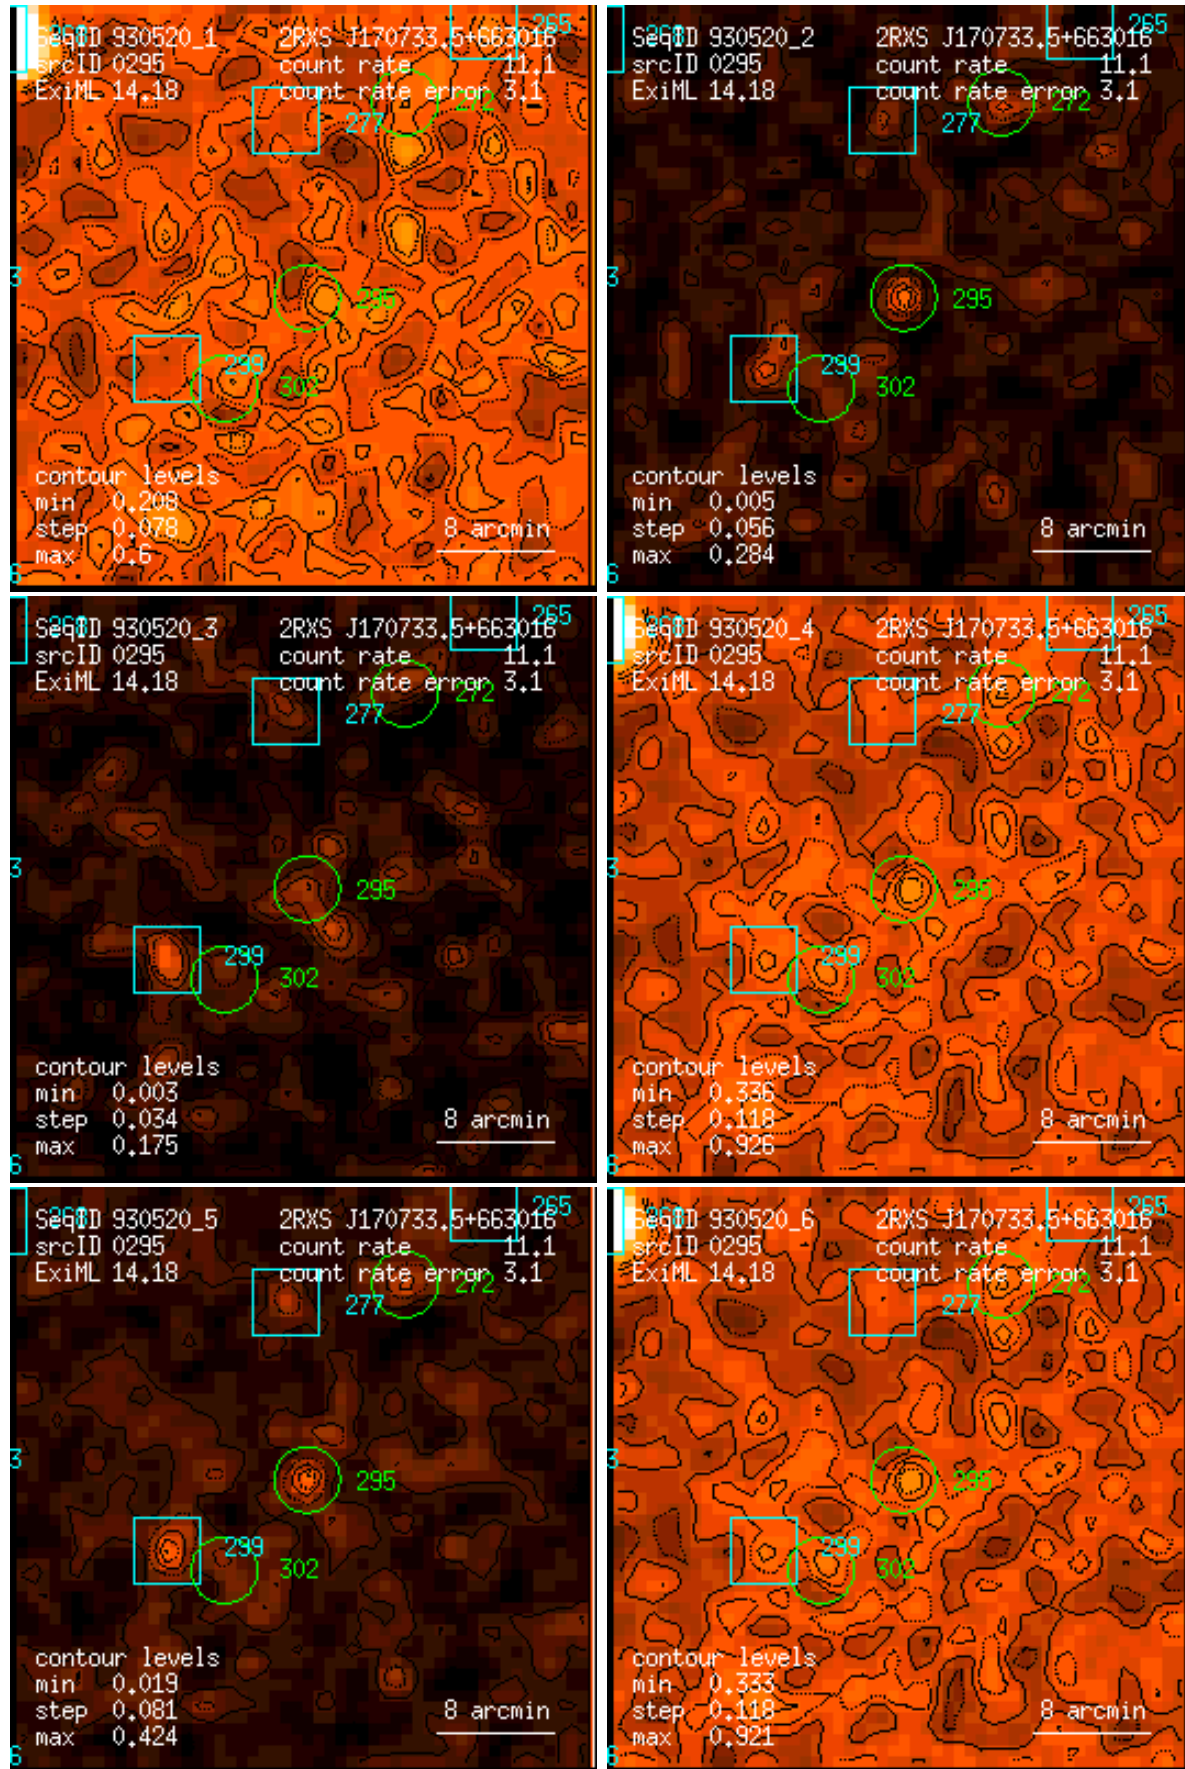 265
268
SeqID 930520_1 2RXS J170733.5+663016
srcID 0295 count rate 11.1
ExiML 14.18 count rate error 3.1
272
277
3
295
299
302
contour levels
min 0.208
step 0.078
max 0.6
8 arcmin
6
265
268
SeqID 930520_2 2RXS J170733.5+663016
srcID 0295 count rate 11.1
ExiML 14.18 count rate error 3.1
272
277
3
295
299
302
contour levels
min 0.005
step 0.056
max 0.284
8 arcmin
6
265
268
SeqID 930520_3 2RXS J170733.5+663016
srcID 0295 count rate 11.1
ExiML 14.18 count rate error 3.1
272
277
3
295
299
302
contour levels
min 0.003
step 0.034
max 0.175
8 arcmin
6
265
268
SeqID 930520_4 2RXS J170733.5+663016
srcID 0295 count rate 11.1
ExiML 14.18 count rate error 3.1
272
277
3
295
299
302
contour levels
min 0.336
step 0.118
max 0.926
8 arcmin
6
265
268
SeqID 930520_5 2RXS J170733.5+663016
srcID 0295 count rate 11.1
ExiML 14.18 count rate error 3.1
272
277
3
295
299
302
contour levels
min 0.019
step 0.081
max 0.424
8 arcmin
6
265
268
SeqID 930520_6 2RXS J170733.5+663016
srcID 0295 count rate 11.1
ExiML 14.18 count rate error 3.1
272
277
3
295
299
302
contour levels
min 0.333
step 0.118
max 0.921
8 arcmin
6